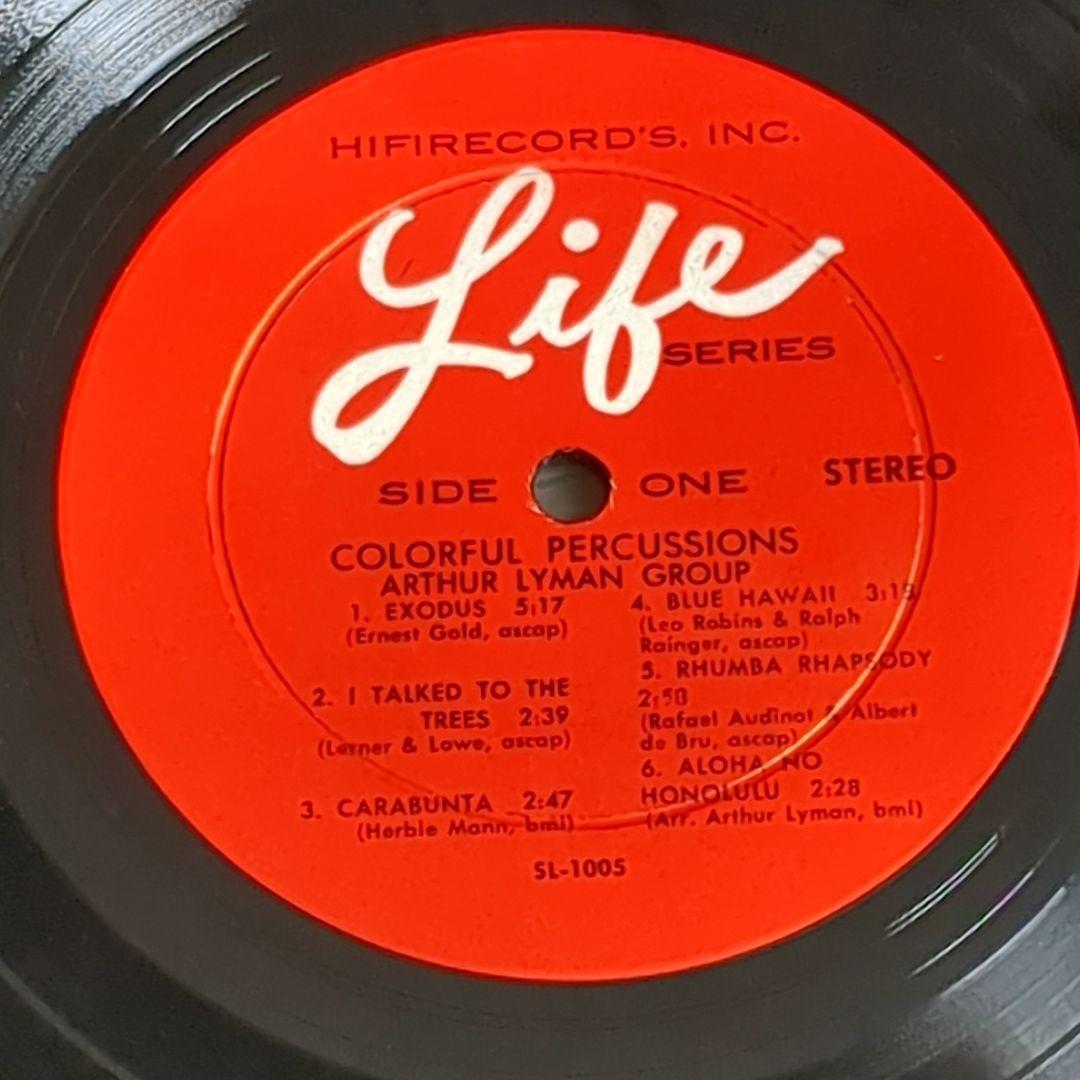 HIFIRECORD'S, INC.
Life
SERIES
SIDE ONE
STEREO
COLORFUL PERCUSSIONS
ARTHUR LYMAN GROUP
1. EXODUS 5:17
(Ernest Gold, ascap)
2. I TALKED TO THE
TREES 2:39
(Lerner & Lowe, ascap)
3. CARABUNTA 2:47
(Herbie Mann, bmi)
4. BLUE HAWAII 3:18
(Leo Robins & Ralph
Rainger, ascap)
5. RHUMBA RHAPSODY
2:58
(Rafael Audinot & Albert
de Bru, ascap)
6. ALOHA NO
HONOLULU 2:28
(Arr. Arthur Lyman, bmi)
SL-1005